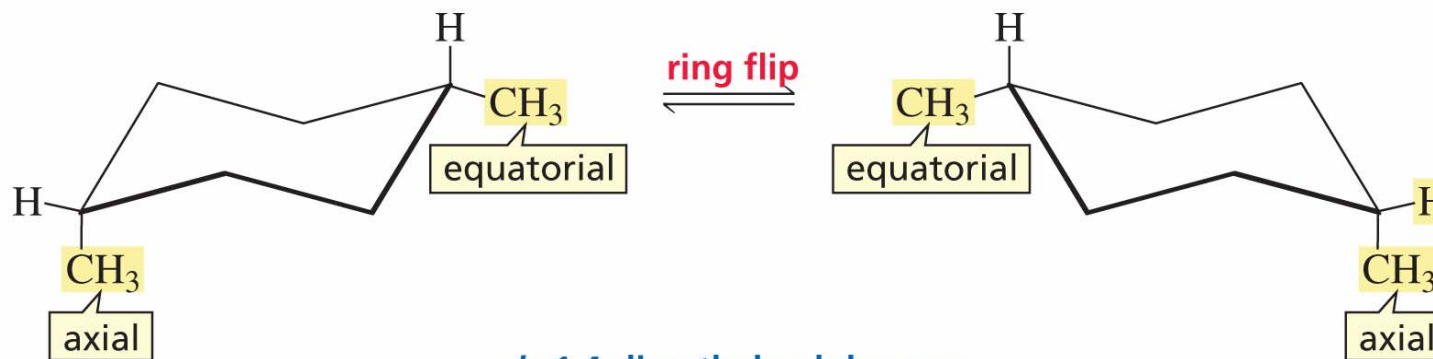 H
H
ring flip
CH₃
CH₃
equatorial
equatorial
H
H
CH₃
CH₃
axial
axial